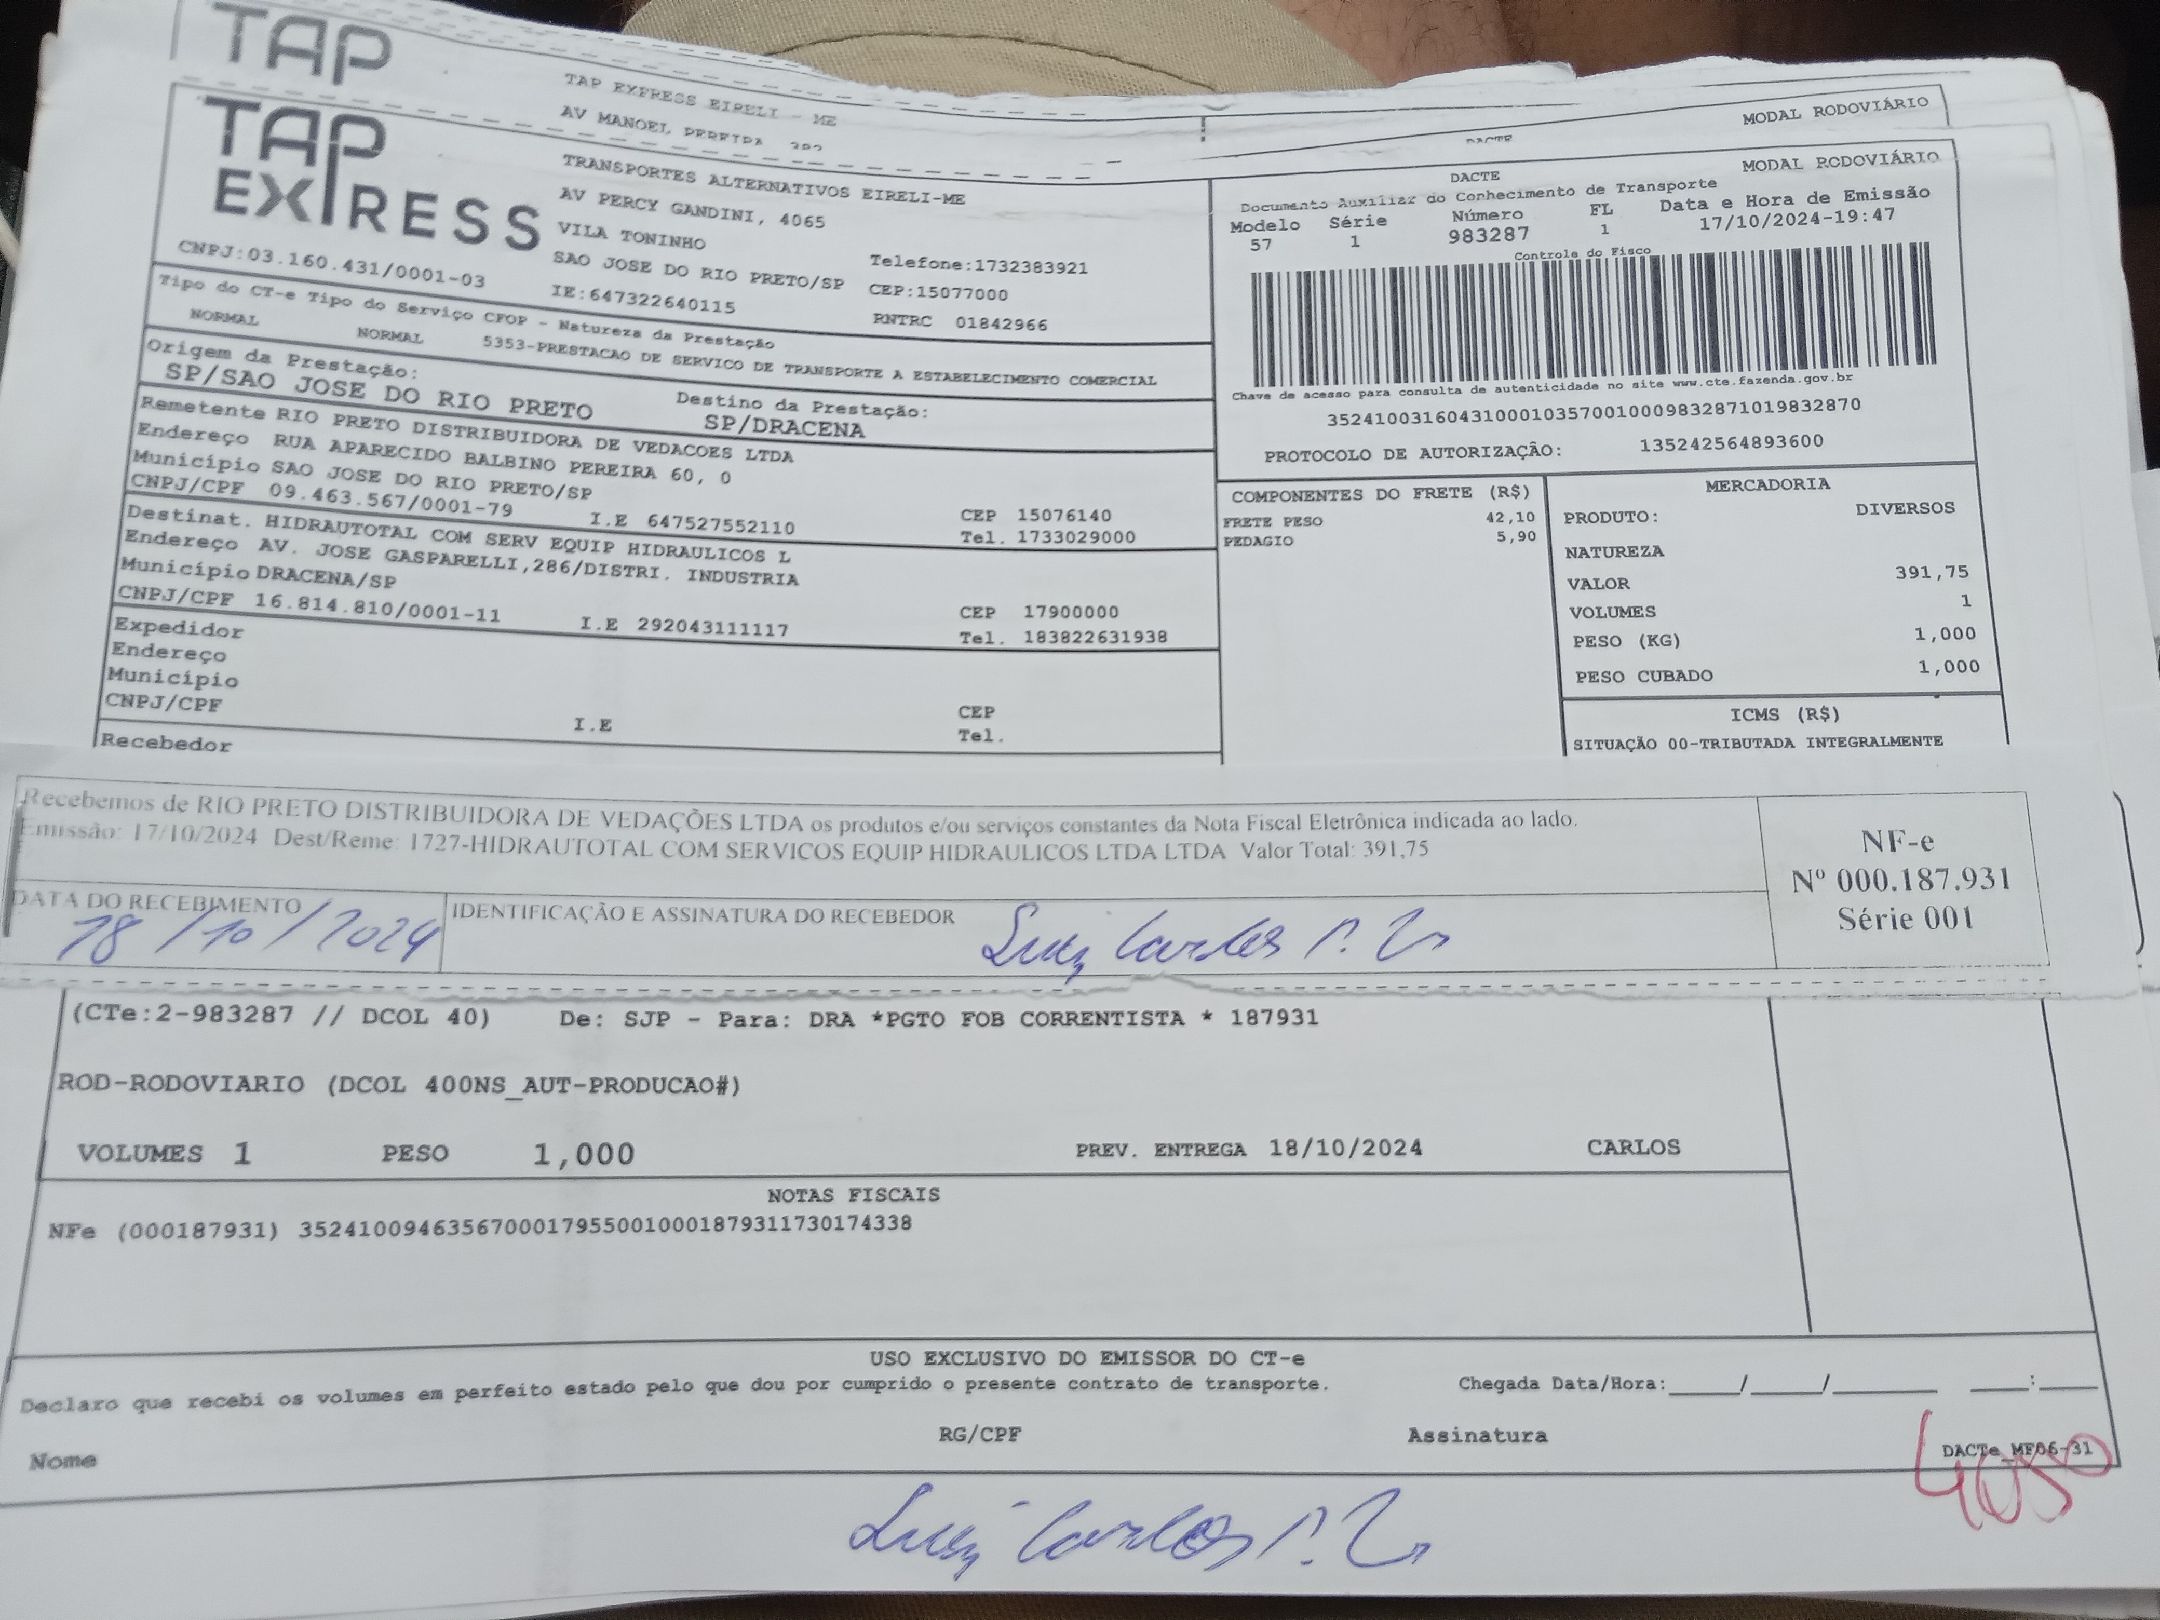 TAP
TAP EXPRESS EIRELI - ME
AV MANOEL PEREIRA
MODAL RODOVIÁRIO
DACTE
TAP
EXPRESS
TRANSPORTES ALTERNATIVOS EIRELI-ME
AV PERCY GANDINI, 4065
VILA TONINHO
SAO JOSE DO RIO PRETO/SP
Telefone:1732383921
CNPJ:03.160.431/0001-03
IE:647322640115
CEP:15077000
RNTRC 01842966
DACTE
MODAL RODOVIÁRIO
Documento Auxiliar do Conhecimento de Transporte
Modelo Série Número FL Data e Hora de Emissão
57 1 983287 1 17/10/2024-19:47
Controle do Fisco
Chave de acesso para consulta de autenticidade no site www.cte.fazenda.gov.br
35241003160431000103570010009832871019832870
PROTOCOLO DE AUTORIZAÇÃO: 135242564893600
Tipo do CT-e Tipo do Serviço CFOP - Natureza da Prestação
NORMAL NORMAL 5353-PRESTACAO DE SERVICO DE TRANSPORTE A ESTABELECIMENTO COMERCIAL
Origem da Prestação: Destino da Prestação:
SP/SAO JOSE DO RIO PRETO SP/DRACENA
Remetente RIO PRETO DISTRIBUIDORA DE VEDACOES LTDA
Endereço RUA APARECIDO BALBINO PEREIRA 60, 0
Município SAO JOSE DO RIO PRETO/SP CEP 15076140
CNPJ/CPF 09.463.567/0001-79 I.E 647527552110 Tel. 1733029000
Destinat. HIDRAUTOTAL COM SERV EQUIP HIDRAULICOS L
Endereço AV. JOSE GASPARELLI,286/DISTRI. INDUSTRIA
Município DRACENA/SP CEP 17900000
CNPJ/CPF 16.814.810/0001-11 I.E 292043111117 Tel. 183822631938
Expedidor
Endereço
Município CEP
CNPJ/CPF I.E Tel.
Recebedor
COMPONENTES DO FRETE (R$)
FRETE PESO 42,10
PEDAGIO 5,90
MERCADORIA
PRODUTO: DIVERSOS
NATUREZA
VALOR 391,75
VOLUMES 1
PESO (KG) 1,000
PESO CUBADO 1,000
ICMS (R$)
SITUAÇÃO 00-TRIBUTADA INTEGRALMENTE
Recebemos de RIO PRETO DISTRIBUIDORA DE VEDAÇÕES LTDA os produtos e/ou serviços constantes da Nota Fiscal Eletrônica indicada ao lado.
Emissão: 17/10/2024 Dest/Reme: 1727-HIDRAUTOTAL COM SERVICOS EQUIP HIDRAULICOS LTDA LTDA Valor Total: 391,75
NF-e
Nº 000.187.931
Série 001
DATA DO RECEBIMENTO IDENTIFICAÇÃO E ASSINATURA DO RECEBEDOR
18/10/2024 Luiz Carlos
(CTe:2-983287 // DCOL 40) De: SJP - Para: DRA *PGTO FOB CORRENTISTA * 187931
ROD-RODOVIARIO (DCOL 400NS_AUT-PRODUCAO#)
VOLUMES 1 PESO 1,000 PREV. ENTREGA 18/10/2024 CARLOS
NOTAS FISCAIS
NFe (000187931) 35241009463567000179550010001879311730174338
USO EXCLUSIVO DO EMISSOR DO CT-e
Declaro que recebi os volumes em perfeito estado pelo que dou por cumprido o presente contrato de transporte. Chegada Data/Hora:_____/_____/_______ ____:____
Nome RG/CPF Assinatura
DACTe_MF06-31
Luiz Carlos